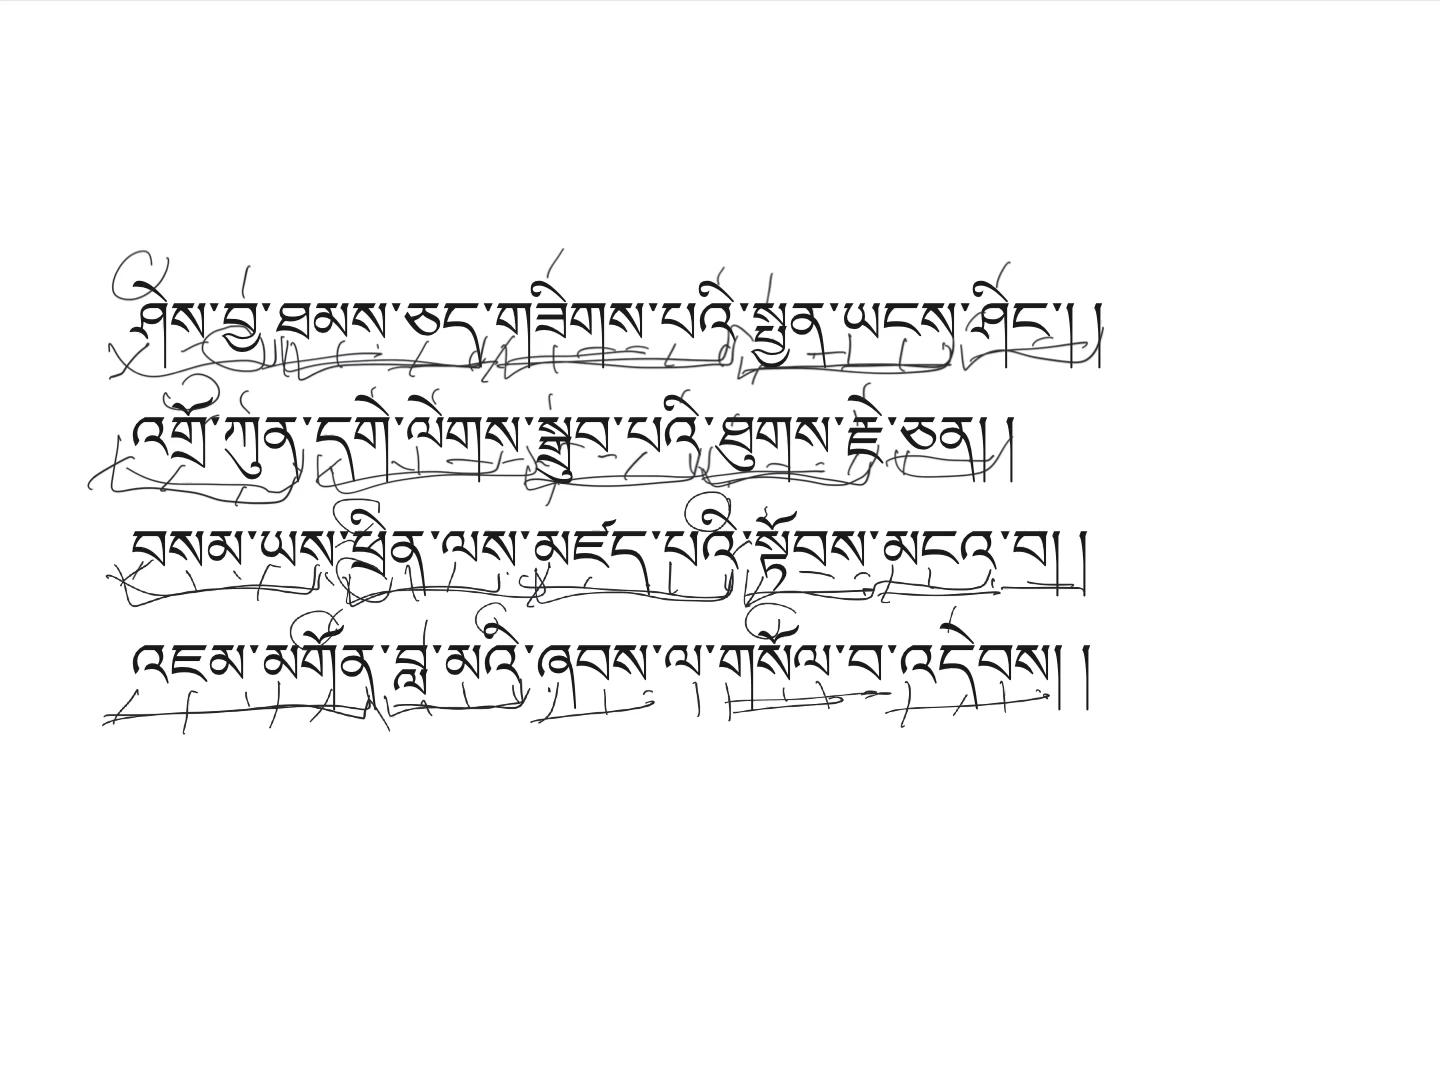 ཤེས་བྱ་ཐམས་ཅད་གཟིགས་པའི་སྤྱན་ཡངས་ཤིང་། །
འགྲོ་ཀུན་དགེ་ལེགས་སྒྲུབ་པའི་ཐུགས་རྗེ་ཅན། །
བསམ་ཡས་ཕྲིན་ལས་མཛད་པའི་སྟོབས་མངའ་བ། །
འཇམ་མགོན་བླ་མའི་ཞབས་ལ་གསོལ་བ་འདེབས། །